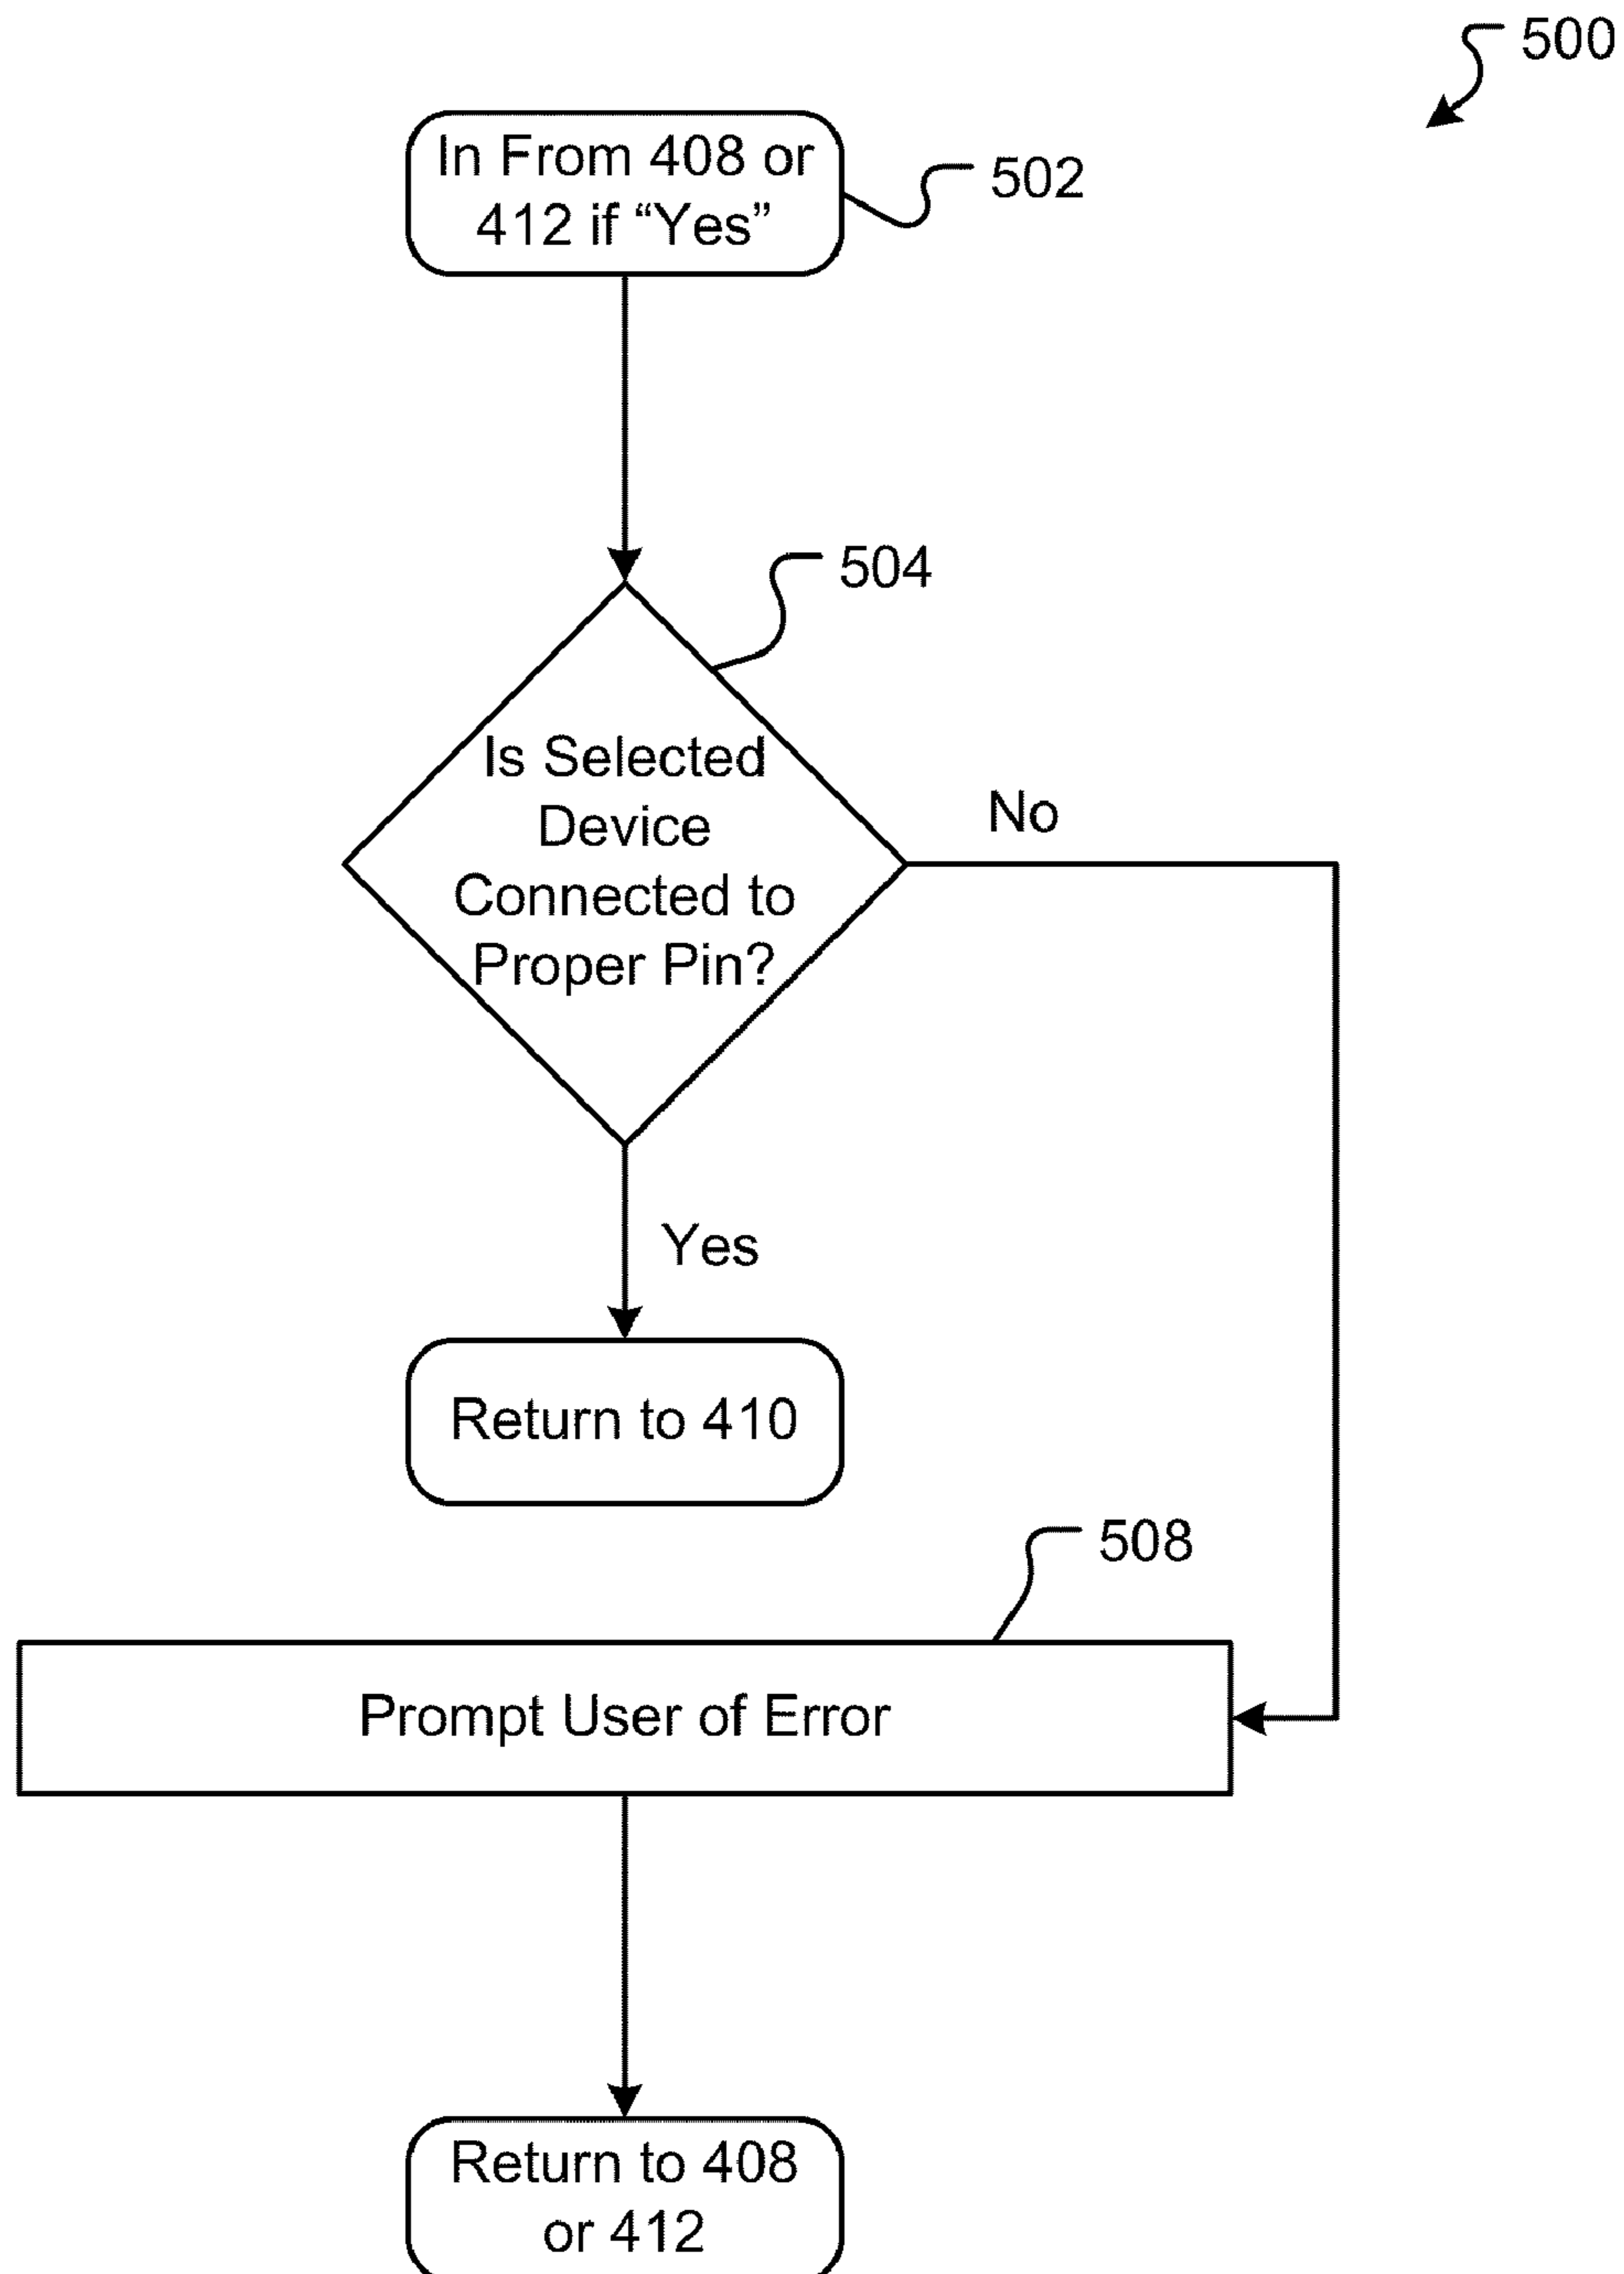 500
In From 408 or
412 if “Yes”
502
504
Is Selected
Device
Connected to
Proper Pin?
No
Yes
Return to 410
508
Prompt User of Error
Return to 408
or 412